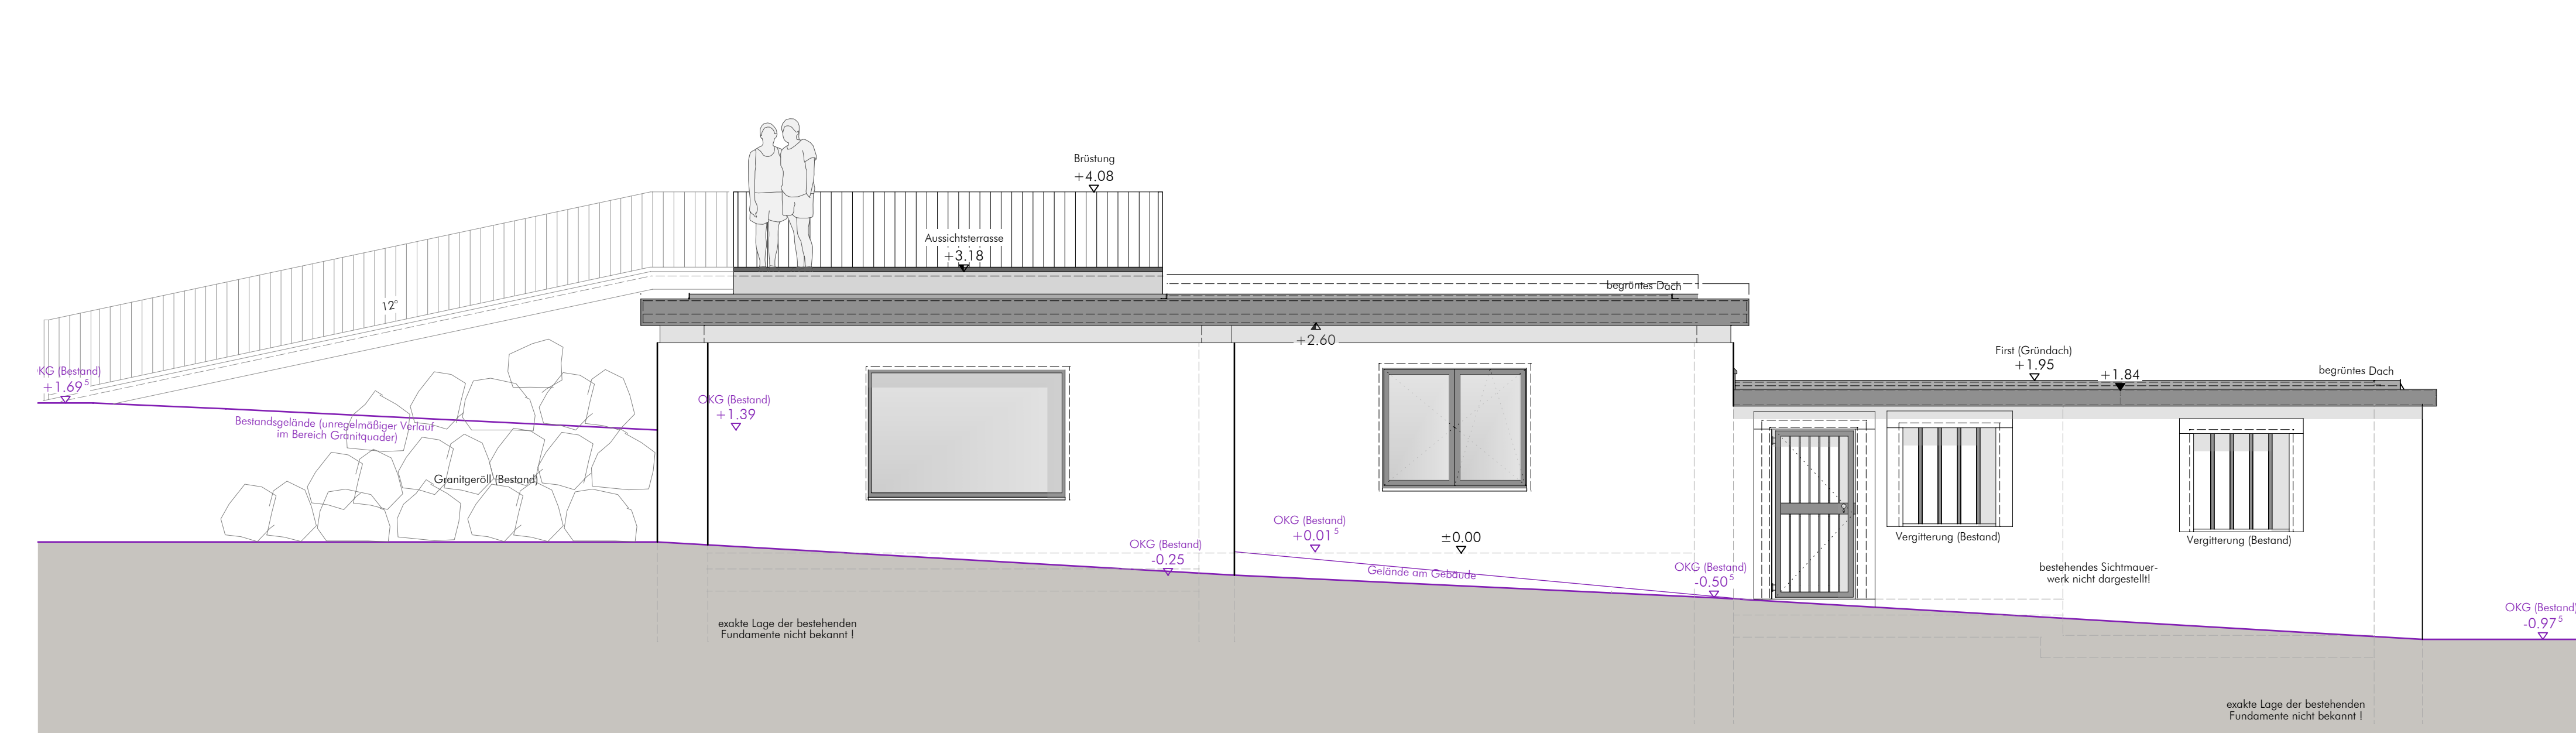 Brüstung
+4.08
Aussichtsterrasse
+3.18
begrüntes Dach
12°
+2.60
First (Gründach)
+1.95
+1.84
begrüntes Dach
KG (Bestand)
+1.69⁵
OKG (Bestand)
+1.39
Bestandsgelände (unregelmäßiger Verlauf
im Bereich Granitquader)
Granitgeröll (Bestand)
OKG (Bestand)
+0.01⁵
±0.00
Vergitterung (Bestand)
Vergitterung (Bestand)
OKG (Bestand)
-0.25
Gelände am Gebäude
OKG (Bestand)
-0.50⁵
bestehendes Sichtmauer-
werk nicht dargestellt!
OKG (Bestand)
-0.97⁵
exakte Lage der bestehenden
Fundamente nicht bekannt !
exakte Lage der bestehenden
Fundamente nicht bekannt !